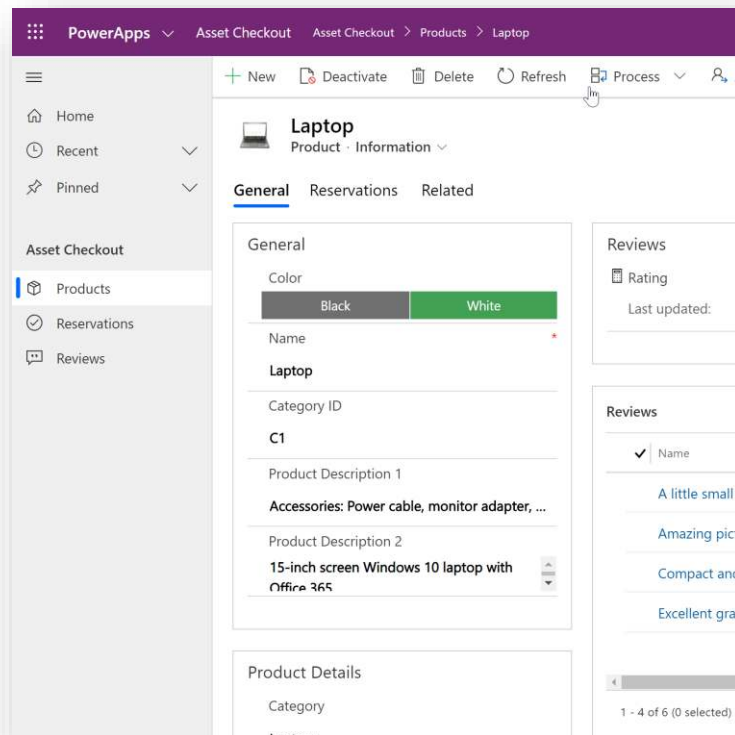 PowerApps Asset Checkout Asset Checkout > Products > Laptop
New Deactivate Delete Refresh Process
Home
Recent
Pinned
Asset Checkout
Products
Reservations
Reviews
Laptop
Product · Information
General Reservations Related
General
Color
Black White
Name *
Laptop
Category ID
C1
Product Description 1
Accessories: Power cable, monitor adapter, ...
Product Description 2
15-inch screen Windows 10 laptop with
Office 365
Product Details
Category
Reviews
Rating
Last updated:
Reviews
Name
A little small
Amazing pic
Compact and
Excellent gra
1 - 4 of 6 (0 selected)